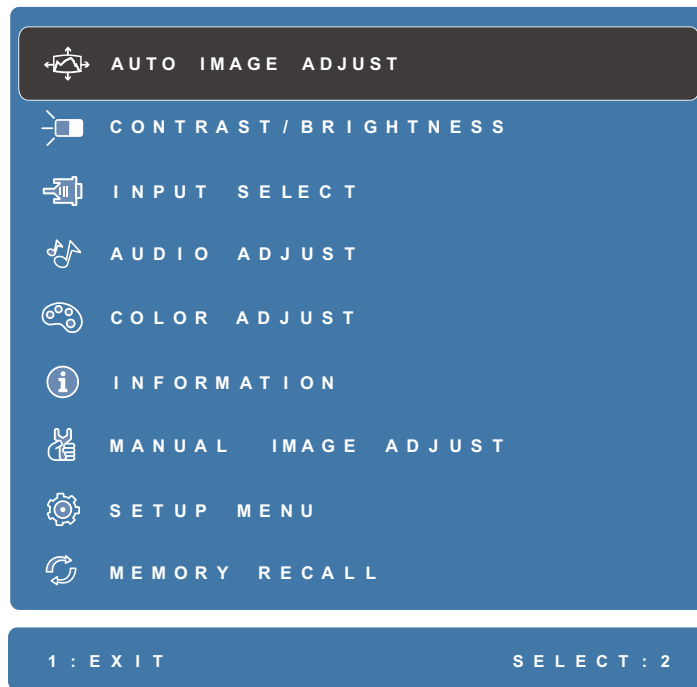 AUTO IMAGE ADJUST
CONTRAST/BRIGHTNESS
INPUT SELECT
AUDIO ADJUST
COLOR ADJUST
INFORMATION
MANUAL IMAGE ADJUST
SETUP MENU
MEMORY RECALL
1:EXIT SELECT:2